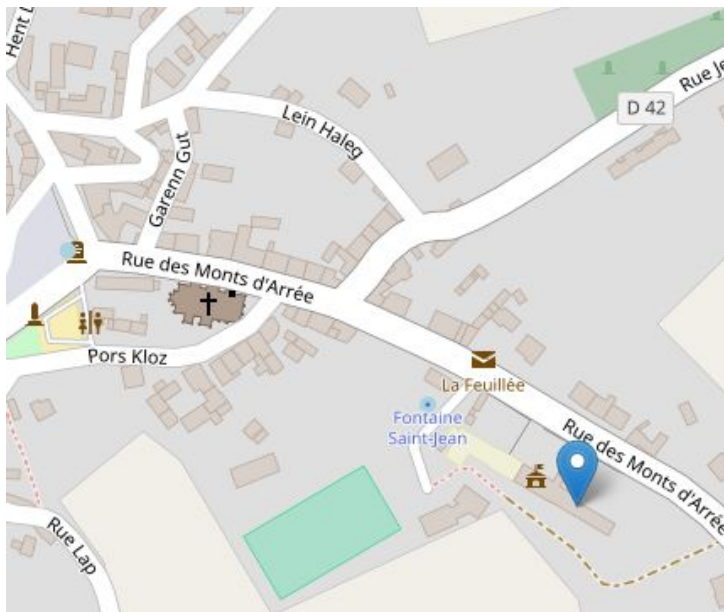 Hent
Rue Je
D 42
Lein Haleg
Garenn Gut
Rue des Monts d'Arrée
Pors Kloz
La Feuillée
Fontaine
Saint-Jean
Rue des Monts d'Arrée
Rue Lap